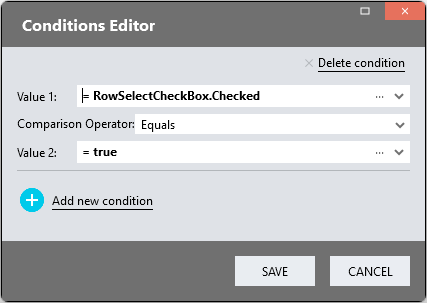 Conditions Editor
Delete condition
Value 1: = RowSelectCheckBox.Checked ...
Comparison Operator: Equals
Value 2: = true ...
Add new condition
SAVE CANCEL